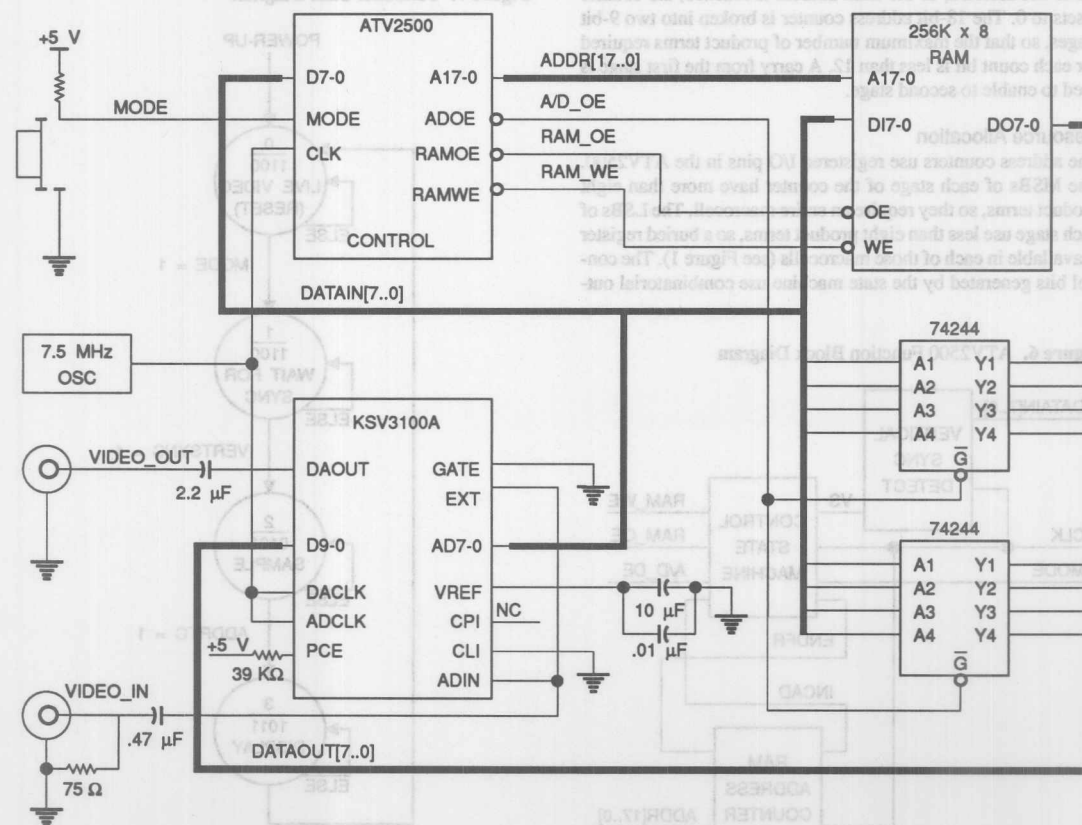 +5 V
MODE
ATV2500
D7-0
MODE
CLK
A17-0
ADOE
RAMOE
RAMWE
CONTROL
ADDR[17..0]
A/D_OE
RAM_OE
RAM_WE
256K x 8
RAM
A17-0
DI7-0
DO7-0
OE
WE
DATAIN[7..0]
7.5 MHz
OSC
KSV3100A
VIDEO_OUT
2.2 µF
DAOUT
D9-0
DACLK
ADCLK
PCE
+5 V
39 KΩ
GATE
EXT
AD7-0
VREF
CPI
CLI
ADIN
NC
10 µF
.01 µF
VIDEO_IN
.47 µF
75 Ω
DATAOUT[7..0]
74244
A1 Y1
A2 Y2
A3 Y3
A4 Y4
G
74244
A1 Y1
A2 Y2
A3 Y3
A4 Y4
G